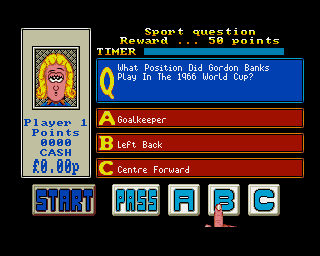 Sport question
Reward ... 50 points
TIMER
Q What Position Did Gordon Banks
Play In The 1966 World Cup?
A Goalkeeper
B Left Back
C Centre Forward
Player 1
Points
0000
CASH
£0.00p
START PASS A B C